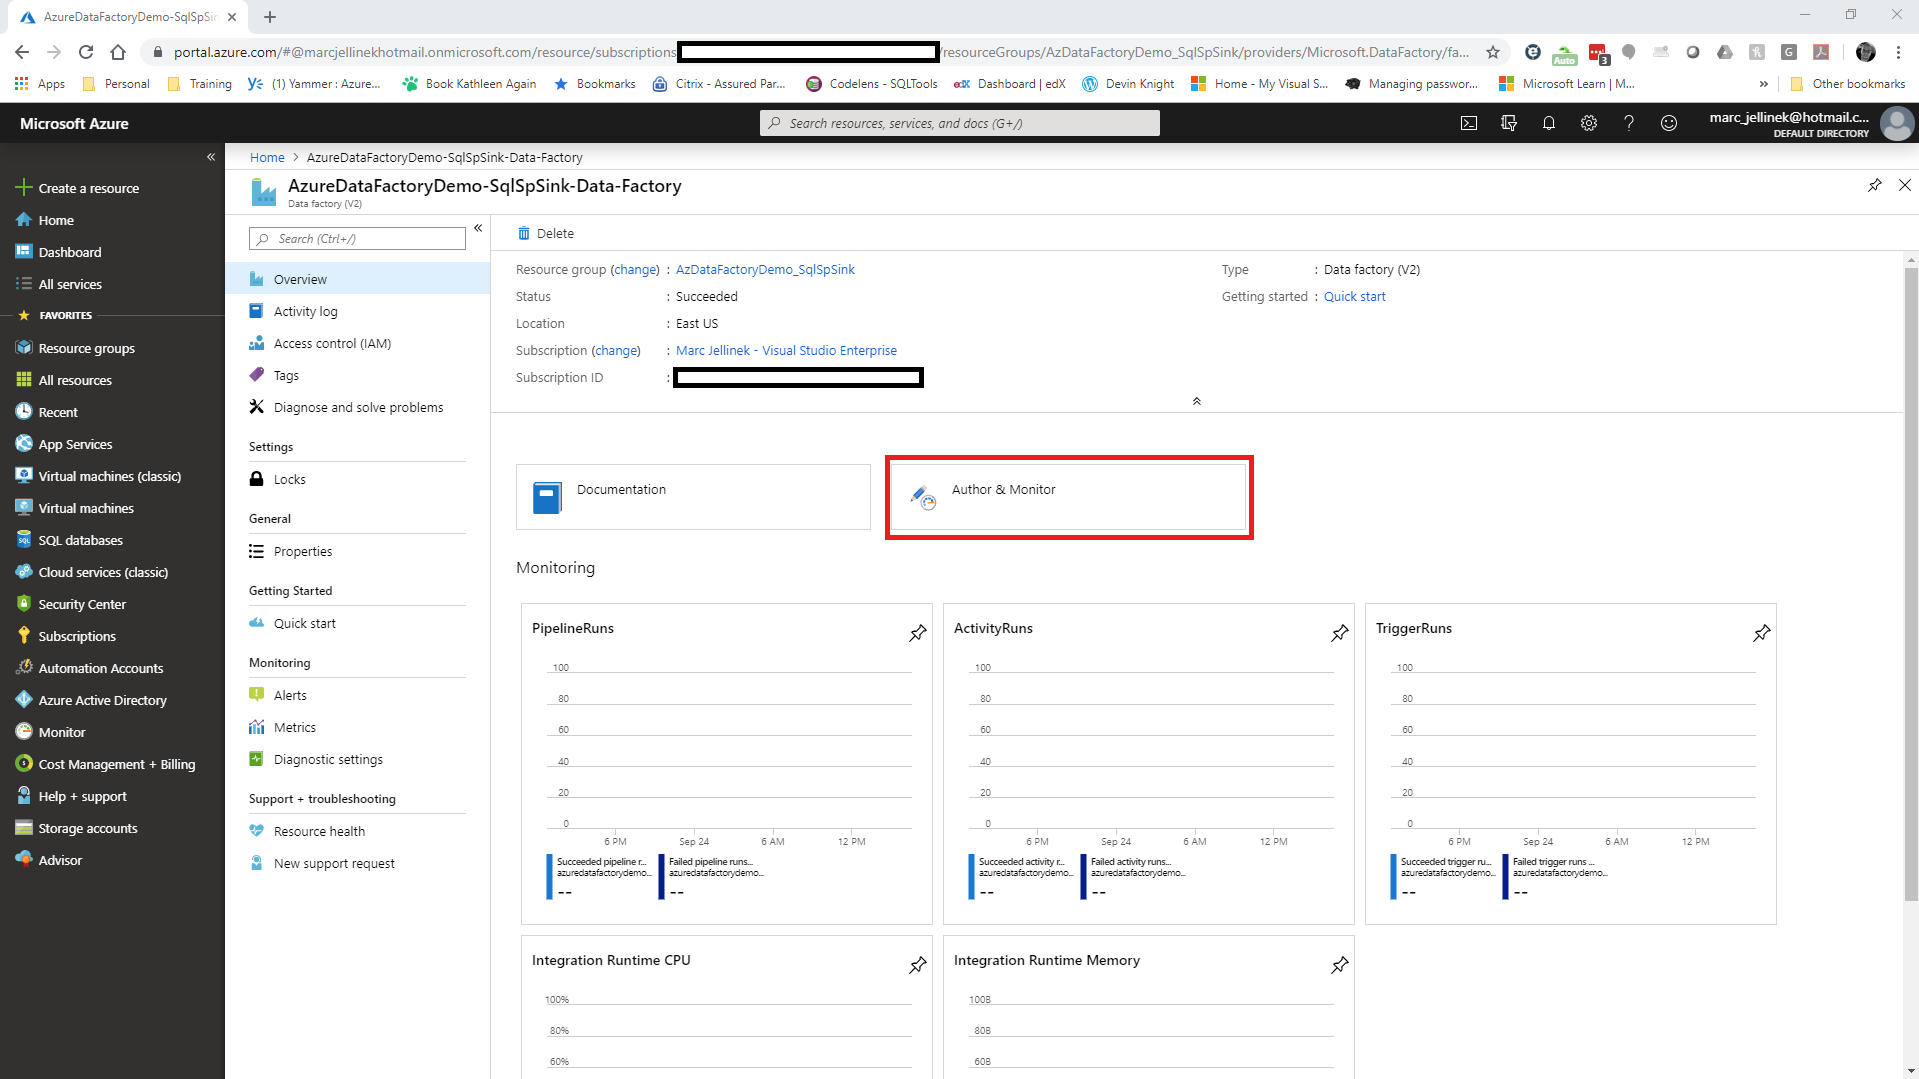 AzureDataFactoryDemo-SqlSpSin
portal.azure.com/#@marcjellinekhotmail.onmicrosoft.com/resource/subscriptions /resourceGroups/AzDataFactoryDemo_SqlSpSink/providers/Microsoft.DataFactory/fa...
Auto
3
Apps
Personal
Training
(1) Yammer : Azure...
Book Kathleen Again
Bookmarks
Citrix - Assured Par...
Codelens - SQLTools
edX
Dashboard | edX
Devin Knight
Home - My Visual S...
Managing passwor...
Microsoft Learn | M...
»
Other bookmarks
Microsoft Azure
Search resources, services, and docs (G+/)
marc_jellinek@hotmail.c...
DEFAULT DIRECTORY
Home > AzureDataFactoryDemo-SqlSpSink-Data-Factory
AzureDataFactoryDemo-SqlSpSink-Data-Factory
Data factory (V2)
Create a resource
Home
Dashboard
All services
FAVORITES
Resource groups
All resources
Recent
App Services
Virtual machines (classic)
Virtual machines
SQL databases
Cloud services (classic)
Security Center
Subscriptions
Automation Accounts
Azure Active Directory
Monitor
Cost Management + Billing
Help + support
Storage accounts
Advisor
Search (Ctrl+/)
Overview
Activity log
Access control (IAM)
Tags
Diagnose and solve problems
Settings
Locks
General
Properties
Getting Started
Quick start
Monitoring
Alerts
Metrics
Diagnostic settings
Support + troubleshooting
Resource health
New support request
Delete
Resource group (change) : AzDataFactoryDemo_SqlSpSink
Status : Succeeded
Location : East US
Subscription (change) : Marc Jellinek - Visual Studio Enterprise
Subscription ID :
Type : Data factory (V2)
Getting started : Quick start
Documentation
Author & Monitor
Monitoring
PipelineRuns
100
80
60
40
20
0
6 PM Sep 24 6 AM 12 PM
Succeeded pipeline r...
azuredatafactorydemo...
--
Failed pipeline runs...
azuredatafactorydemo...
--
ActivityRuns
100
80
60
40
20
0
6 PM Sep 24 6 AM 12 PM
Succeeded activity r...
azuredatafactorydemo...
--
Failed activity runs...
azuredatafactorydemo...
--
TriggerRuns
100
80
60
40
20
0
6 PM Sep 24 6 AM 12 PM
Succeeded trigger ru...
azuredatafactorydemo...
--
Failed trigger runs ...
azuredatafactorydemo...
--
Integration Runtime CPU
100%
80%
60%
Integration Runtime Memory
100B
80B
60B